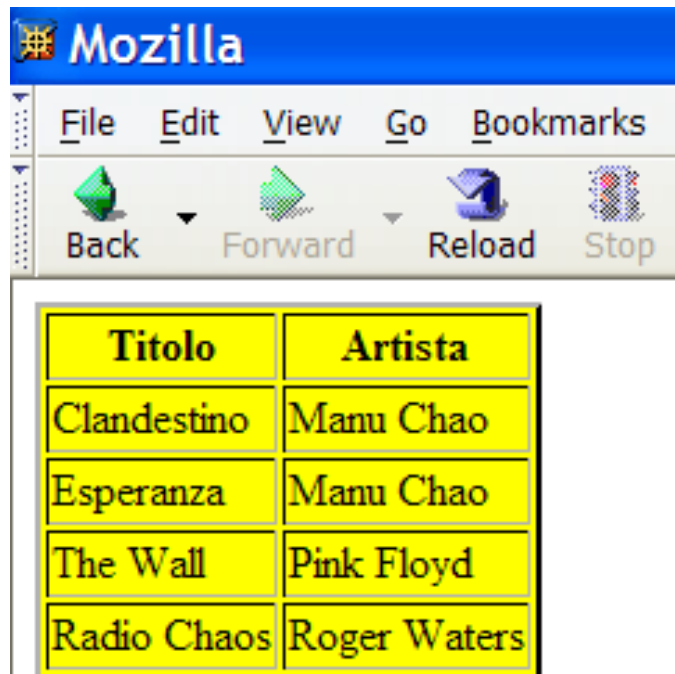 Mozilla
File Edit View Go Bookmarks
Back Forward Reload Stop
Titolo Artista
Clandestino Manu Chao
Esperanza Manu Chao
The Wall Pink Floyd
Radio Chaos Roger Waters